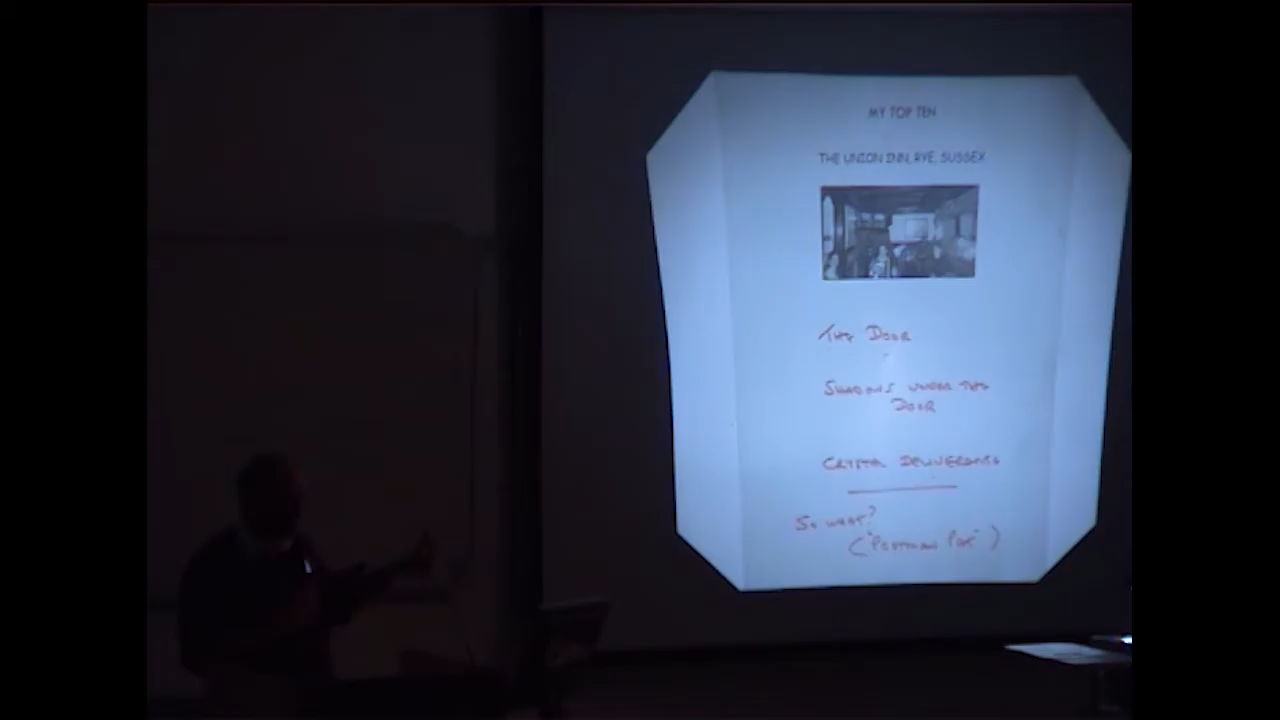 MY TOP TEN
THE UNION INN, RYE, SUSSEX
THE DOOR
SHADOWS UNDER THE
DOOR
CRYSTAL DELIVERANCE
SO WHAT?
("POSTMAN PAT")